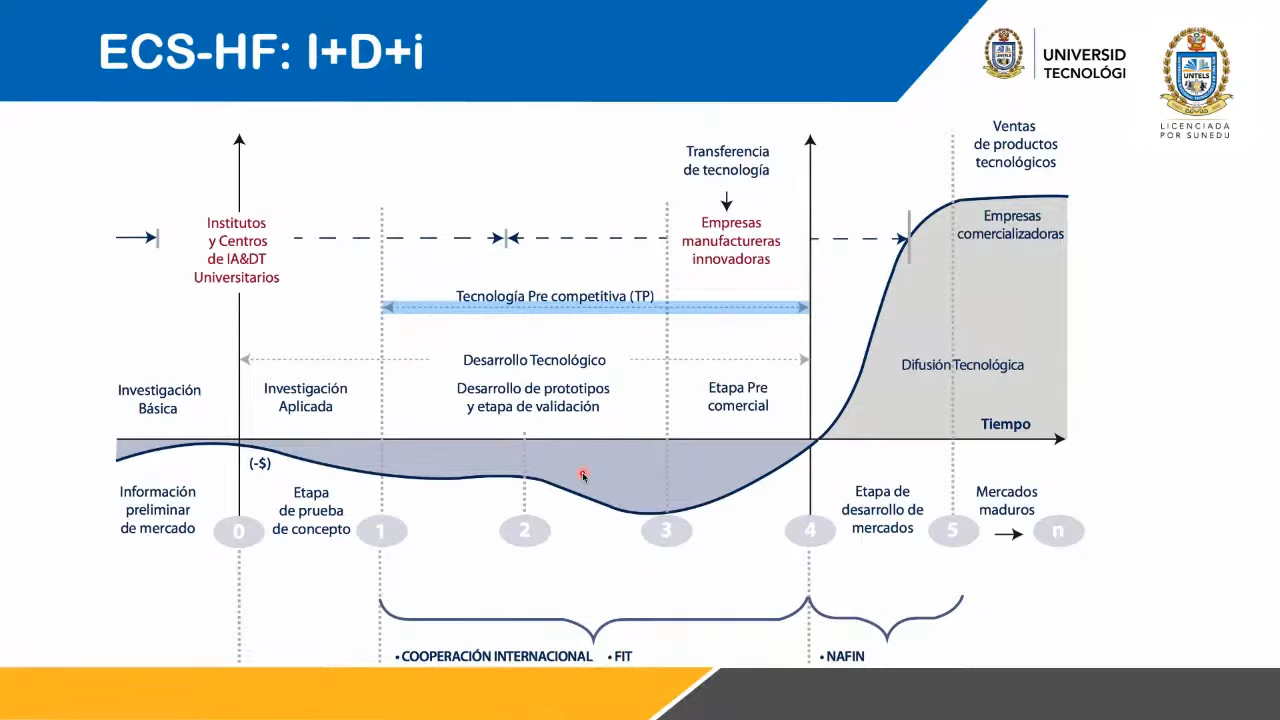 ECS-HF: I+D+i
UNIVERSID
TECNOLÓGI
UNTELS
LICENCIADA
POR SUNEDU
Ventas
de productos
tecnológicos
Transferencia
de tecnología
Institutos
y Centros
de IA&DT
Universitarios
Empresas
manufactureras
innovadoras
Empresas
comercializadoras
Tecnología Pre competitiva (TP)
Desarrollo Tecnológico
Difusión Tecnológica
Investigación
Básica
Investigación
Aplicada
Desarrollo de prototipos
y etapa de validación
Etapa Pre
comercial
Tiempo
(-$)
Información
preliminar
de mercado
Etapa
de prueba
de concepto
Etapa de
desarrollo de
mercados
Mercados
maduros
0 1 2 3 4 5 n
• COOPERACIÓN INTERNACIONAL • FIT
• NAFIN